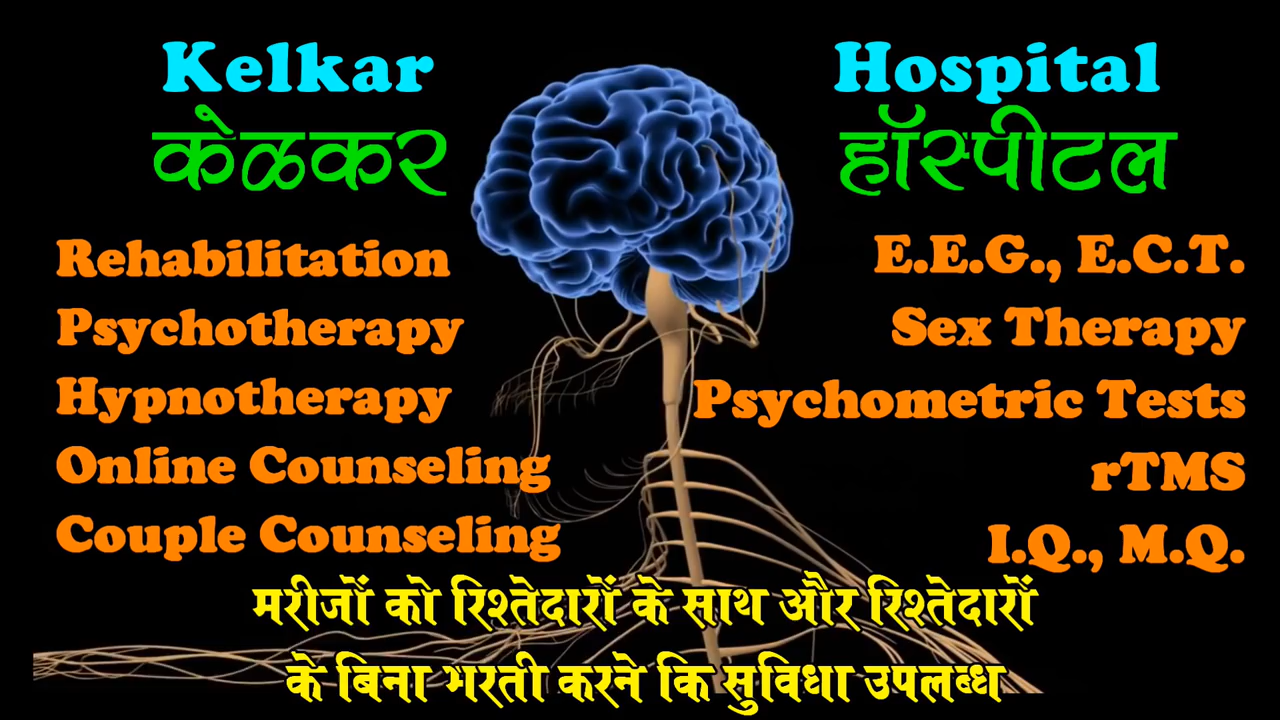 Kelkar Hospital
केळकर हॉस्पीटल
Rehabilitation
Psychotherapy
Hypnotherapy
Online Counseling
Couple Counseling
E.E.G., E.C.T.
Sex Therapy
Psychometric Tests
rTMS
I.Q., M.Q.
मरीजों को रिश्तेदारों के साथ और रिश्तेदारों
के बिना भरती करने कि सुविधा उपलब्ध